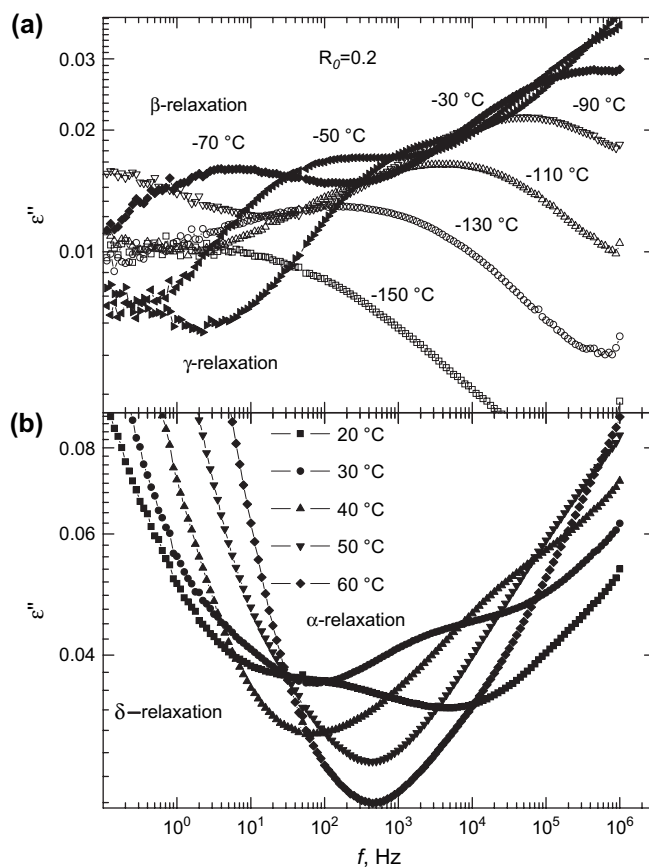 (a)
0.03
0.02
0.01
ε''
R₀=0.2
β-relaxation
-70 °C
-50 °C
-30 °C
-90 °C
-110 °C
-130 °C
-150 °C
γ-relaxation
(b)
0.08
0.06
0.04
ε''
20 °C
30 °C
40 °C
50 °C
60 °C
α-relaxation
δ–relaxation
10⁰ 10¹ 10² 10³ 10⁴ 10⁵ 10⁶
f, Hz